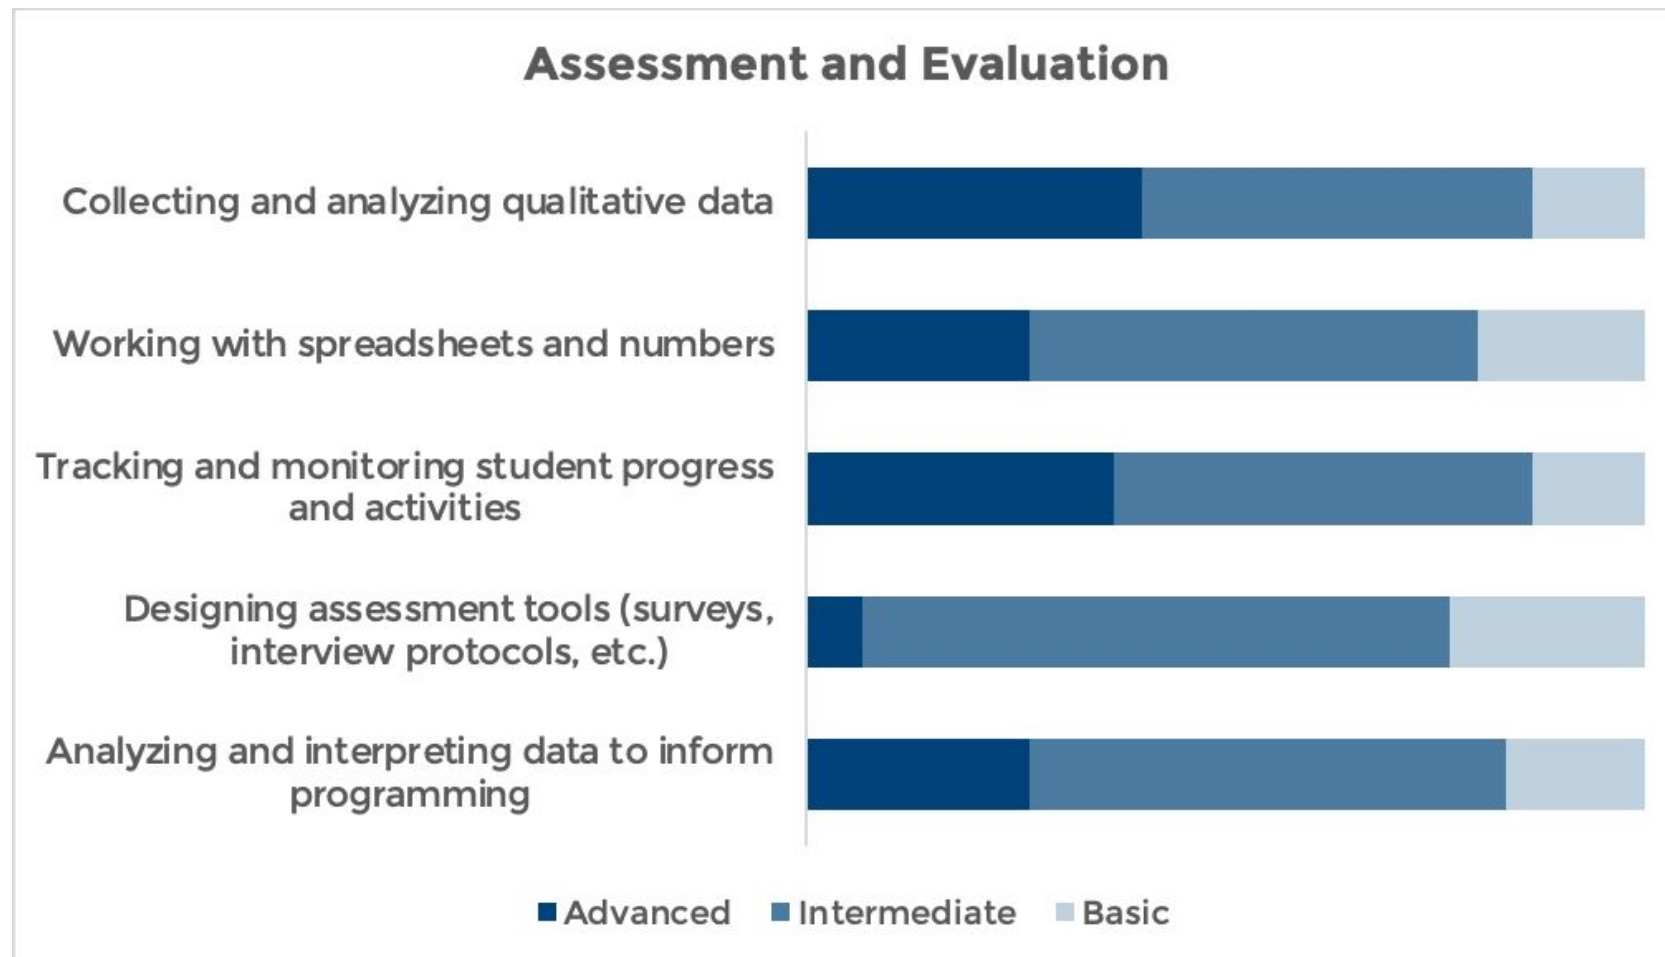 Assessment and Evaluation
Collecting and analyzing qualitative data
Working with spreadsheets and numbers
Tracking and monitoring student progress
and activities
Designing assessment tools (surveys,
interview protocols, etc.)
Analyzing and interpreting data to inform
programming
Advanced Intermediate Basic